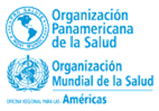 Organización
Panamericana
de la Salud
Organización
Mundial de la Salud
OFICINA REGIONAL PARA LAS Américas